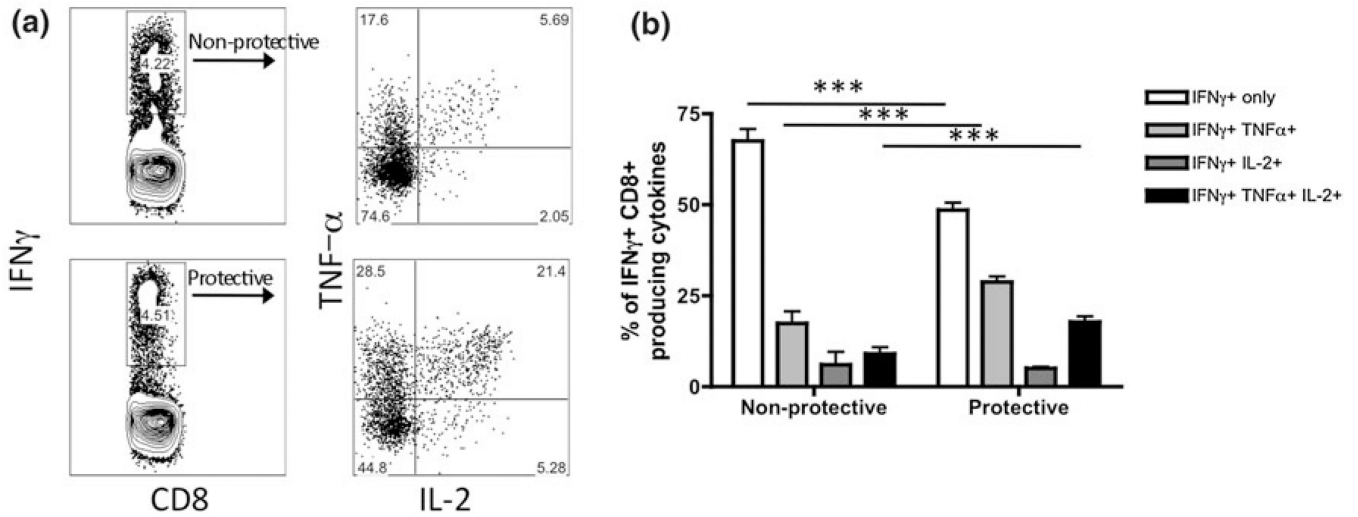 (a)
IFNγ
4.22
Non-protective
17.6
5.69
74.6
2.05
4.51
Protective
TNF-α
28.5
21.4
44.8
5.28
CD8
IL-2
(b)
% of IFNγ+ CD8+
producing cytokines
75
50
25
0
***
***
***
Non-protective
Protective
IFNγ+ only
IFNγ+ TNFα+
IFNγ+ IL-2+
IFNγ+ TNFα+ IL-2+